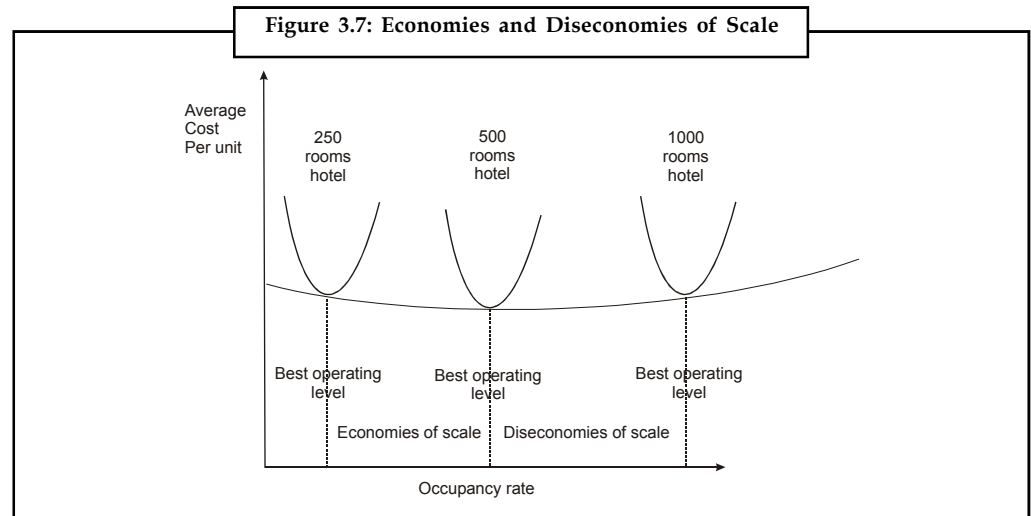 Figure 3.7: Economies and Diseconomies of Scale
Average
Cost
Per unit
250
rooms
hotel
500
rooms
hotel
1000
rooms
hotel
Best operating
level
Best operating
level
Best operating
level
Economies of scale
Diseconomies of scale
Occupancy rate